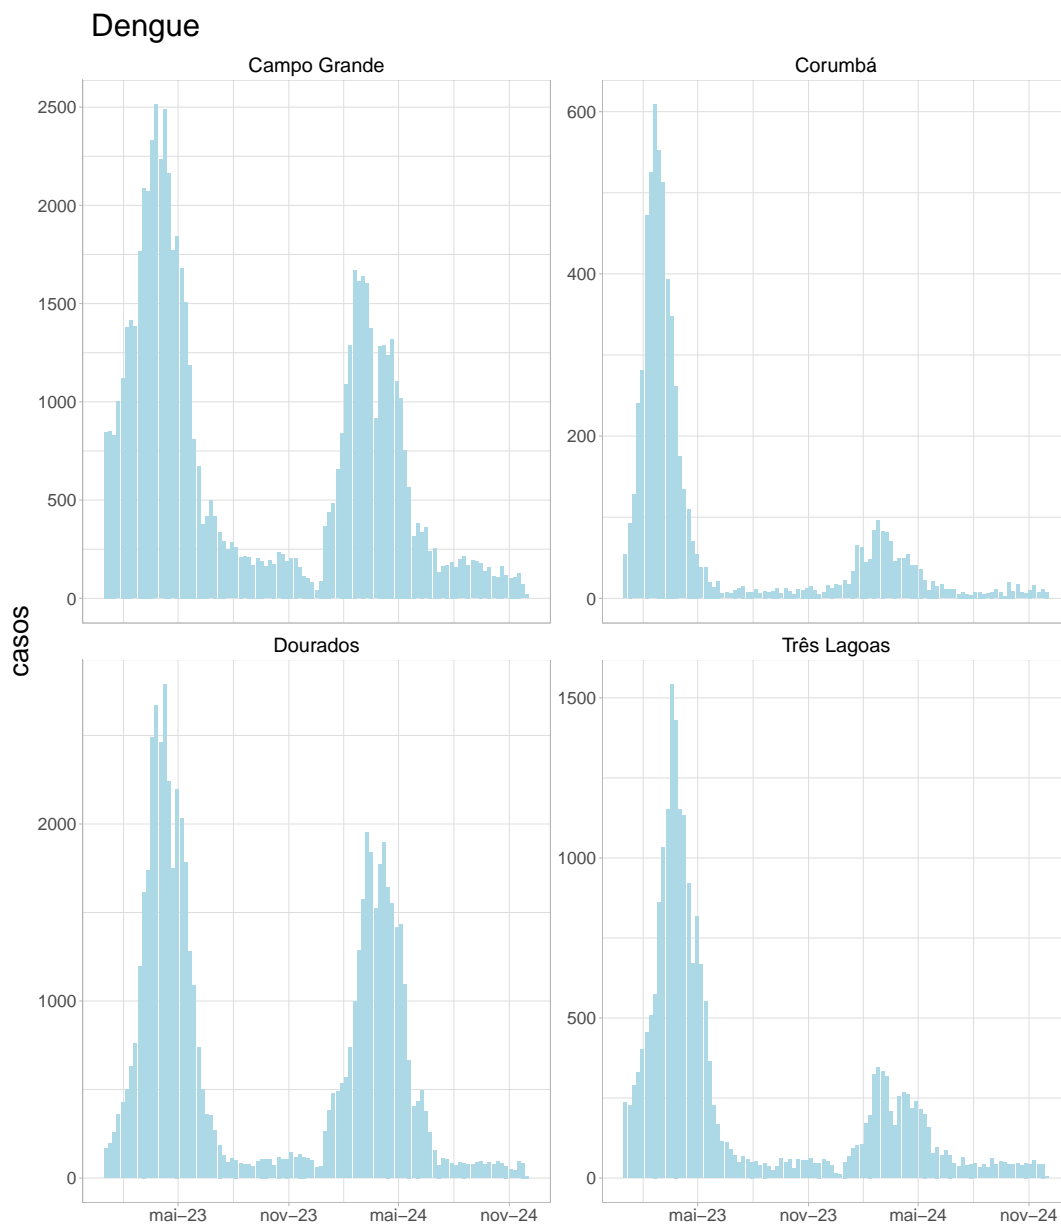 Dengue
Campo Grande
Corumbá
2500
2000
1500
1000
500
0
600
400
200
0
casos
Dourados
Três Lagoas
2000
1000
0
1500
1000
500
0
mai–23
nov–23
mai–24
nov–24
mai–23
nov–23
mai–24
nov–24